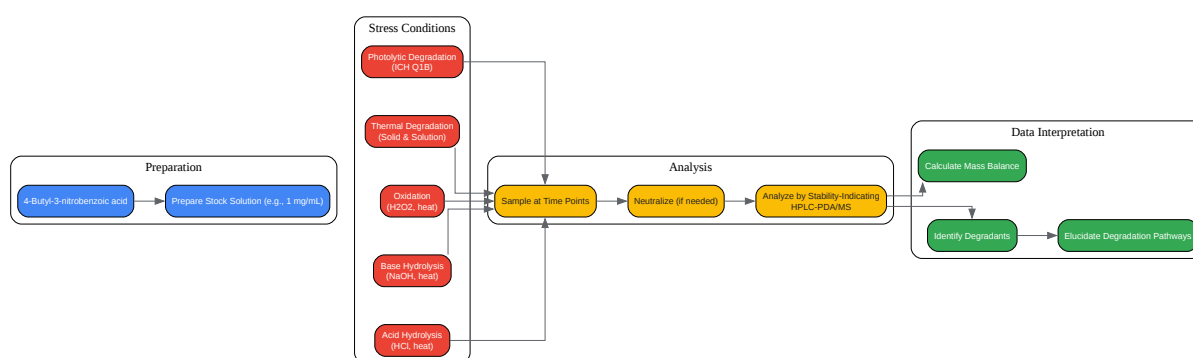 Preparation
4-Butyl-3-nitrobenzoic acid
Prepare Stock Solution (e.g., 1 mg/mL)
Stress Conditions
Photolytic Degradation
(ICH Q1B)
Thermal Degradation
(Solid & Solution)
Oxidation
(H2O2, heat)
Base Hydrolysis
(NaOH, heat)
Acid Hydrolysis
(HCl, heat)
Analysis
Sample at Time Points
Neutralize (if needed)
Analyze by Stability-Indicating
HPLC-PDA/MS
Data Interpretation
Calculate Mass Balance
Identify Degradants
Elucidate Degradation Pathways